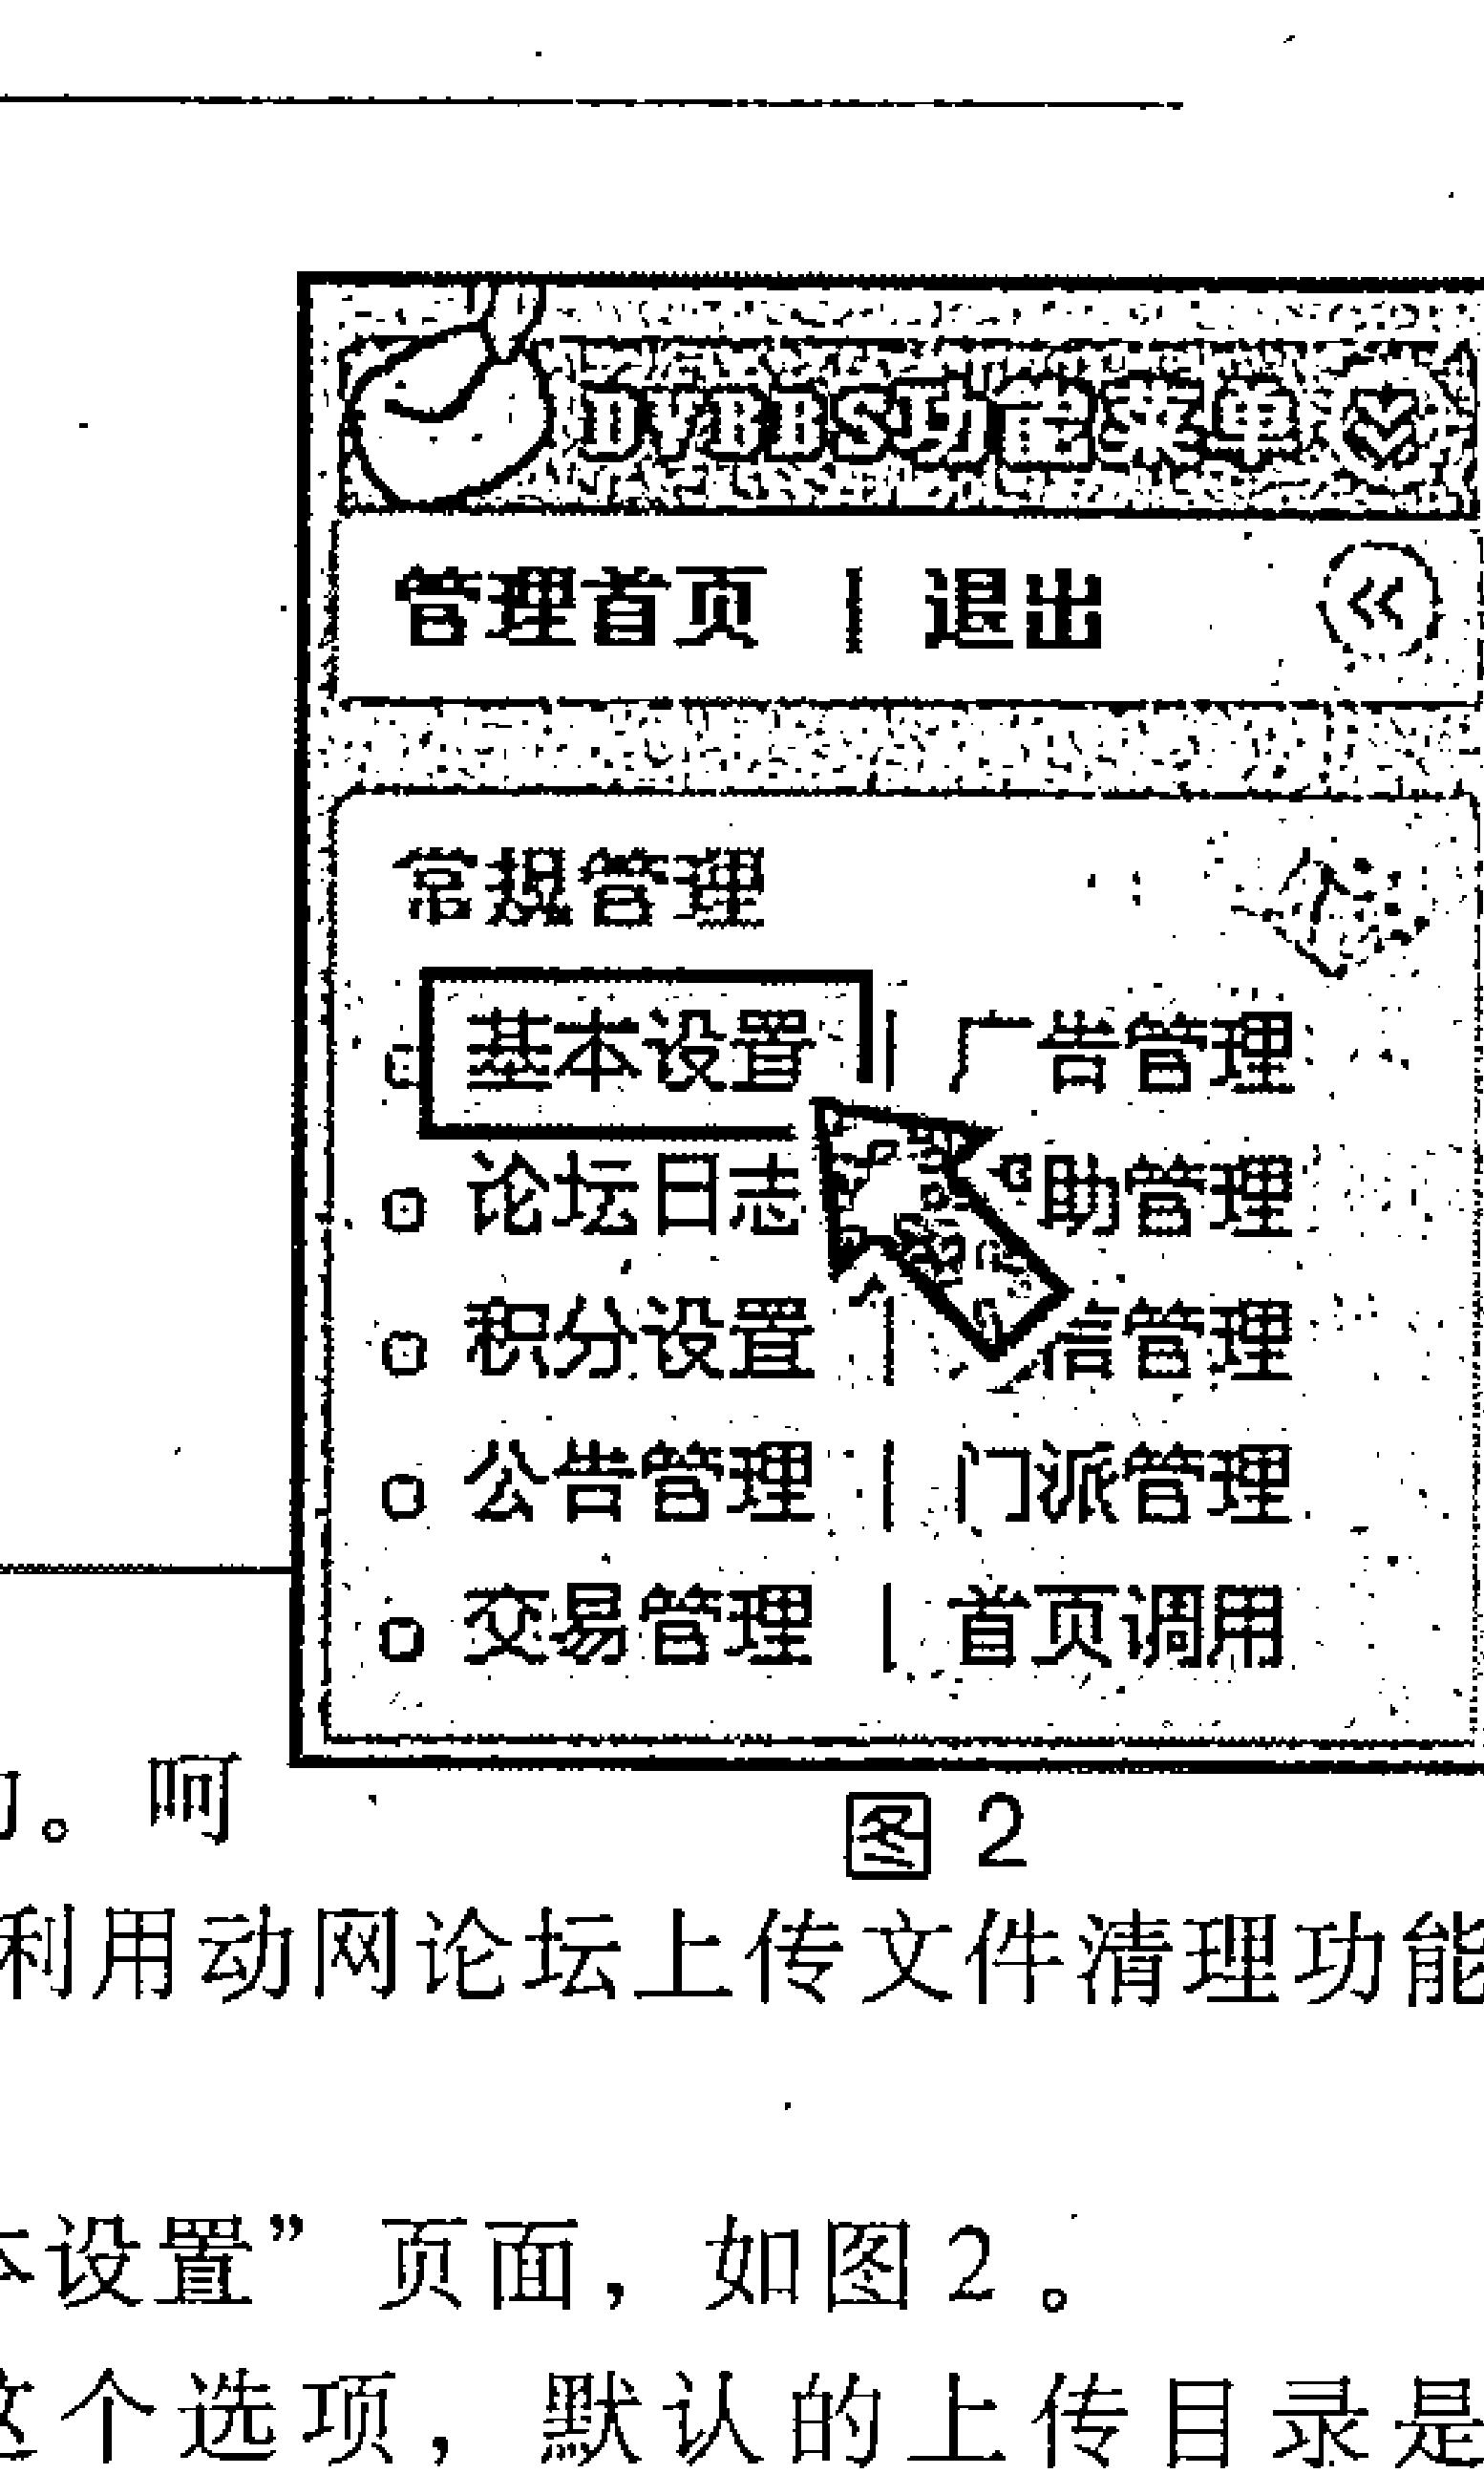 DVBBS功能菜单
管理首页 | 退出
常规管理
基本设置 | 广告管理
论坛日志 助管理
积分设置 | 信管理
公告管理 | 门派管理
交易管理 | 首页调用
。呵
图 2
利用动网论坛上传文件清理功能
本设置” 页面，如图 2 。
这个选项，默认的上传目录是